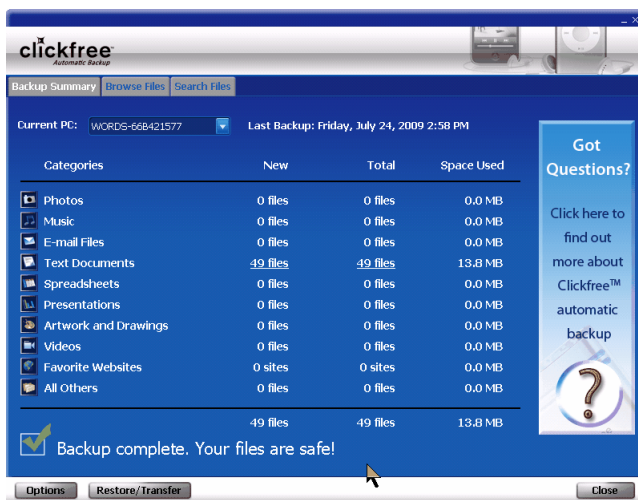 clickfree
Automatic Backup
Backup Summary Browse Files Search Files
Current PC: WORDS-66B421577 Last Backup: Friday, July 24, 2009 2:58 PM
Categories New Total Space Used
Photos 0 files 0 files 0.0 MB
Music 0 files 0 files 0.0 MB
E-mail Files 0 files 0 files 0.0 MB
Text Documents 49 files 49 files 13.8 MB
Spreadsheets 0 files 0 files 0.0 MB
Presentations 0 files 0 files 0.0 MB
Artwork and Drawings 0 files 0 files 0.0 MB
Videos 0 files 0 files 0.0 MB
Favorite Websites 0 sites 0 sites 0.0 MB
All Others 0 files 0 files 0.0 MB
49 files 49 files 13.8 MB
Backup complete. Your files are safe!
Got
Questions?
Click here to
find out
more about
Clickfree™
automatic
backup
?
Options Restore/Transfer Close